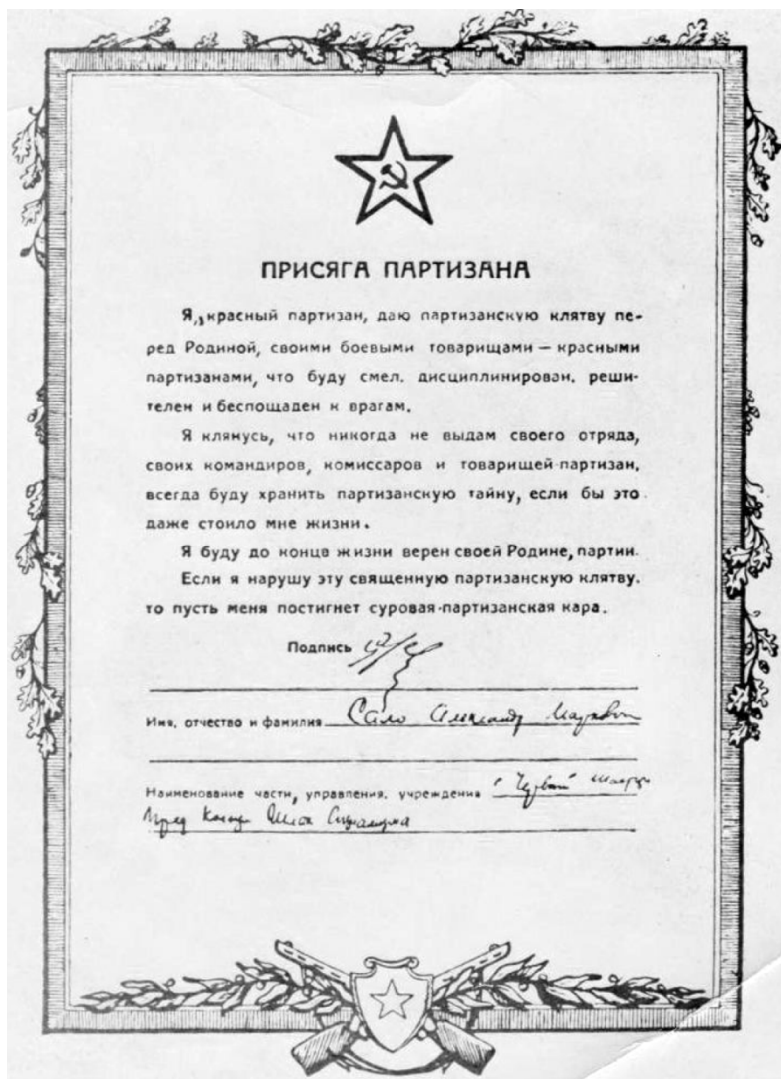 ПРИСЯГА ПАРТИЗАНА
Я, красный партизан, даю партизанскую клятву пе-
ред Родиной, своими боевыми товарищами — красными
партизанами, что буду смел, дисциплинирован, реши-
телен и беспощаден к врагам.
Я клянусь, что никогда не выдам своего отряда,
своих командиров, комиссаров и товарищей-партизан,
всегда буду хранить партизанскую тайну, если бы это
даже стоило мне жизни.
Я буду до конца жизни верен своей Родине, партии.
Если я нарушу эту священную партизанскую клятву,
то пусть меня постигнет суровая партизанская кара.
Подпись
Имя, отчество и фамилия Сало Александр Маркович
Наименование части, управления, учреждения